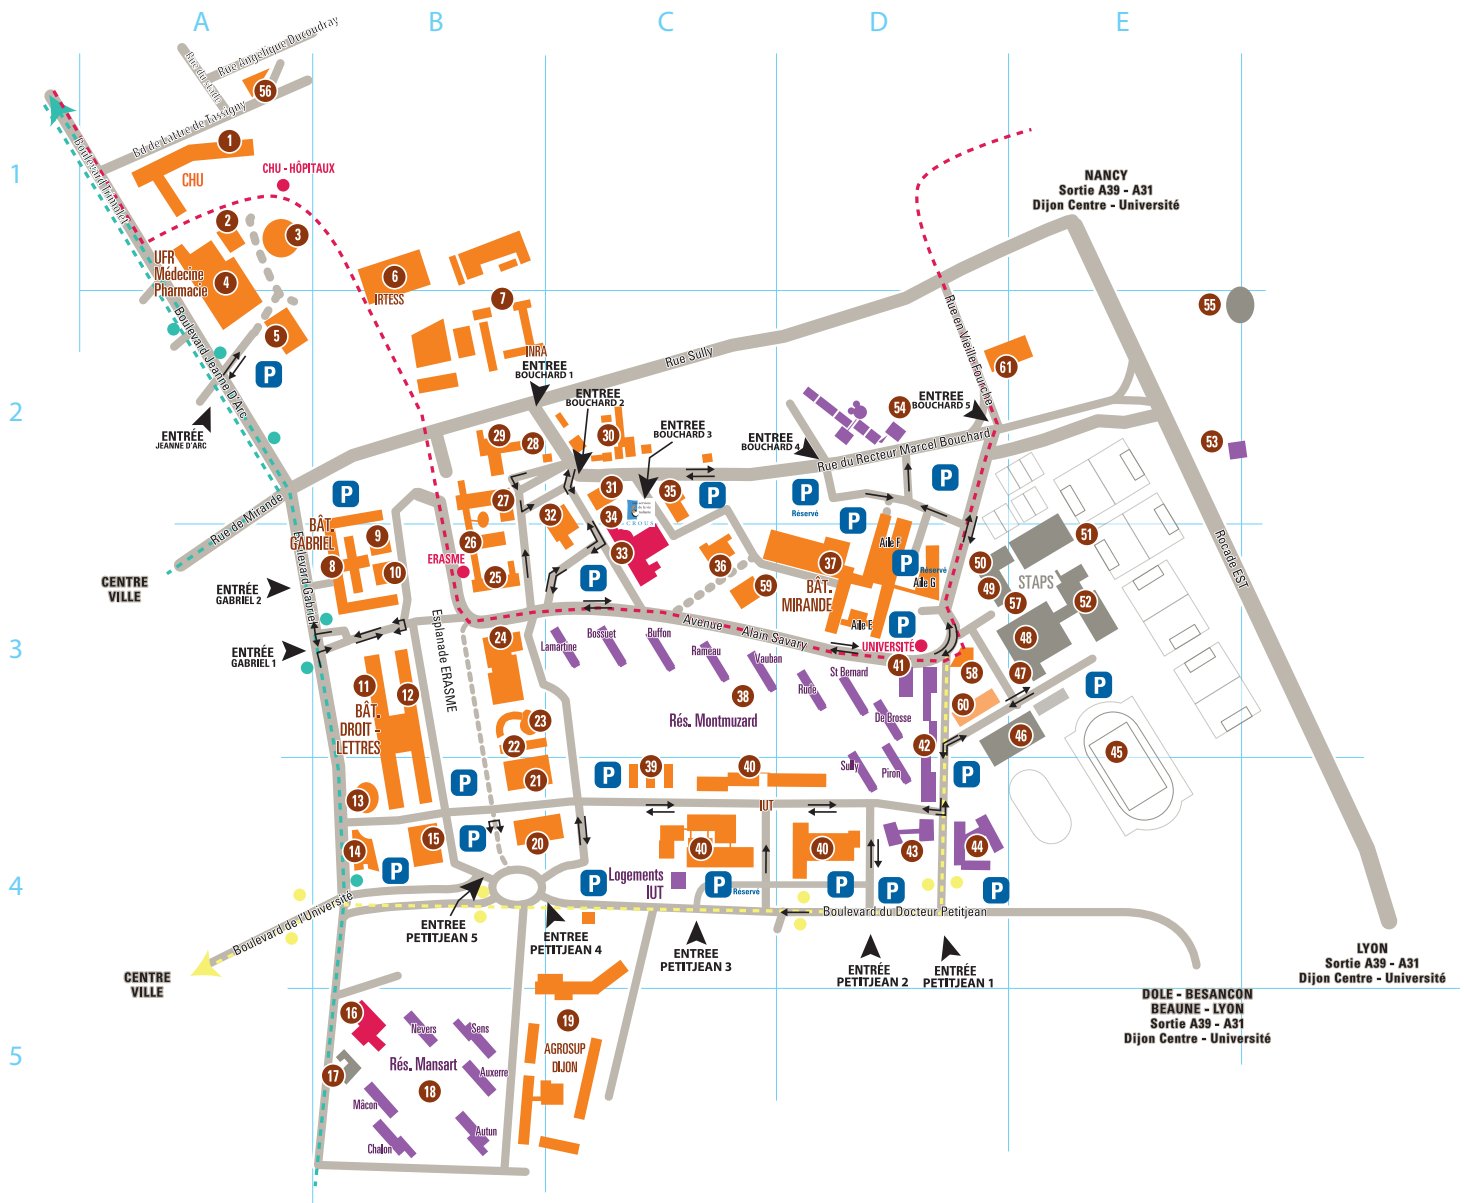 A
B
C
D
E
Rue Angelique Ducoudray
Rue du Stade
56
Bd de Lattre de Tassigny
1
CHU
CHU - HÔPITAUX
1
Boulevard Trimolet
NANCY
Sortie A39 - A31
Dijon Centre - Université
2
3
UFR
Médecine
Pharmacie
4
6
IRTESS
7
INRA
55
5
P
Boulevard Jeanne D'Arc
ENTRÉE
JEANNE D'ARC
Rue Sully
Rue en Vieille Fourche
61
2
ENTREE
BOUCHARD 1
ENTREE
BOUCHARD 2
ENTREE
BOUCHARD 3
ENTREE
BOUCHARD 4
54
ENTREE
BOUCHARD 5
29
28
30
53
Rue du Recteur Marcel Bouchard
P
27
31
35
P
P
Réservé
P
P
CROUS
Rue de Mirande
CENTRE
VILLE
BÂT.
GABRIEL
9
8
10
ENTRÉE
GABRIEL 2
Boulevard Gabriel
26
ERASME
25
32
34
33
P
36
59
37
BÂT.
MIRANDE
Aile F
P
Réservé
Aile G
Aile E
P
50
49
STAPS
57
51
52
48
47
Rocade EST
3
ENTRÉE
GABRIEL 1
Esplanade ERASME
24
Avenue Alain Savary
UNIVERSITÉ
41
58
60
P
11
12
BÂT.
DROIT -
LETTRES
Lamartine
Bossuet
Buffon
Rameau
Vauban
Rude
St Bernard
De Brosse
38
Rés. Montmuzard
23
22
21
42
46
45
Sully
Piron
P
13
P
P
39
40
IUT
14
15
P
P
20
40
40
43
44
4
Logements
IUT
P
P
Réservé
P
P
P
Boulevard de l'Université
Boulevard du Docteur Petitjean
ENTREE
PETITJEAN 5
ENTREE
PETITJEAN 4
ENTREE
PETITJEAN 3
ENTRÉE
PETITJEAN 2
ENTRÉE
PETITJEAN 1
CENTRE
VILLE
LYON
Sortie A39 - A31
Dijon Centre - Université
DOLE - BESANCON
BEAUNE - LYON
Sortie A39 - A31
Dijon Centre - Université
5
16
17
Nevers
Sens
Rés. Mansart
18
Auxerre
Mâcon
Chalon
Autun
19
AGROSUP
DIJON